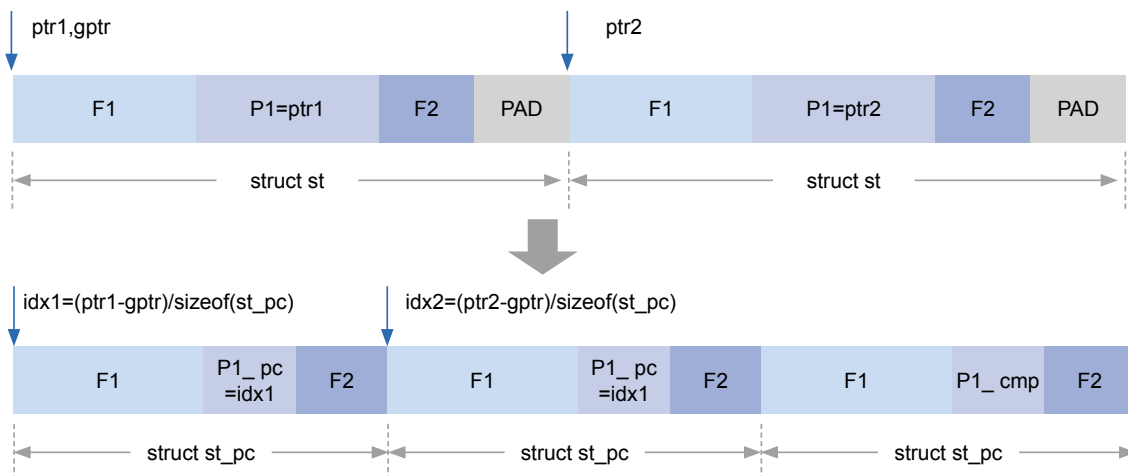 ptr1,gptr
ptr2
F1
P1=ptr1
F2
PAD
F1
P1=ptr2
F2
PAD
struct st
struct st
idx1=(ptr1-gptr)/sizeof(st_pc)
idx2=(ptr2-gptr)/sizeof(st_pc)
F1
P1_ pc
=idx1
F2
F1
P1_ pc
=idx1
F2
F1
P1_ cmp
F2
struct st_pc
struct st_pc
struct st_pc